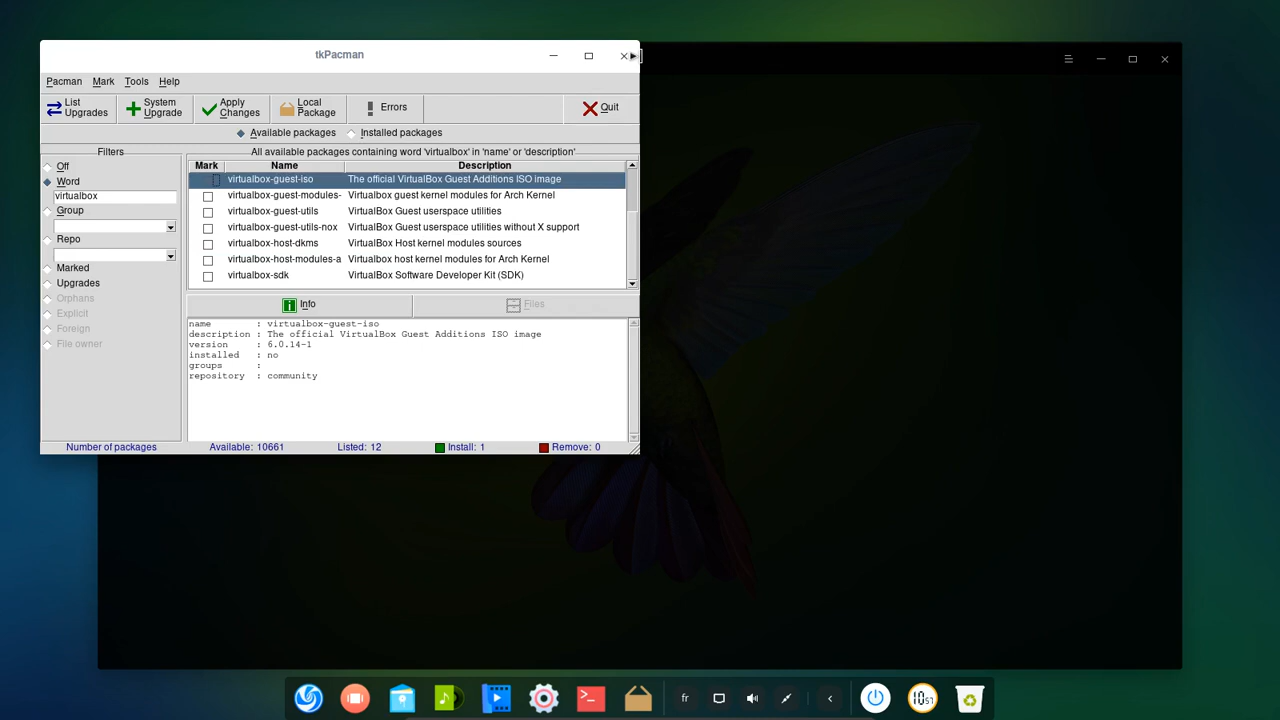 tkPacman
Pacman Mark Tools Help
List Upgrades System Upgrade Apply Changes Local Package Errors Quit
Available packages Installed packages
Filters
Off
Word
virtualbox
Group
Repo
Marked
Upgrades
Orphans
Explicit
Foreign
File owner
All available packages containing word 'virtualbox' in 'name' or 'description'
Mark Name Description
virtualbox-guest-iso The official VirtualBox Guest Additions ISO image
virtualbox-guest-modules- Virtualbox guest kernel modules for Arch Kernel
virtualbox-guest-utils VirtualBox Guest userspace utilities
virtualbox-guest-utils-nox VirtualBox Guest userspace utilities without X support
virtualbox-host-dkms VirtualBox Host kernel modules sources
virtualbox-host-modules-a Virtualbox host kernel modules for Arch Kernel
virtualbox-sdk VirtualBox Software Developer Kit (SDK)
Info Files
name : virtualbox-guest-iso
description : The official VirtualBox Guest Additions ISO image
version : 6.0.14-1
installed : no
groups :
repository : community
Number of packages Available: 10661 Listed: 12 Install: 1 Remove: 0
fr
10 51